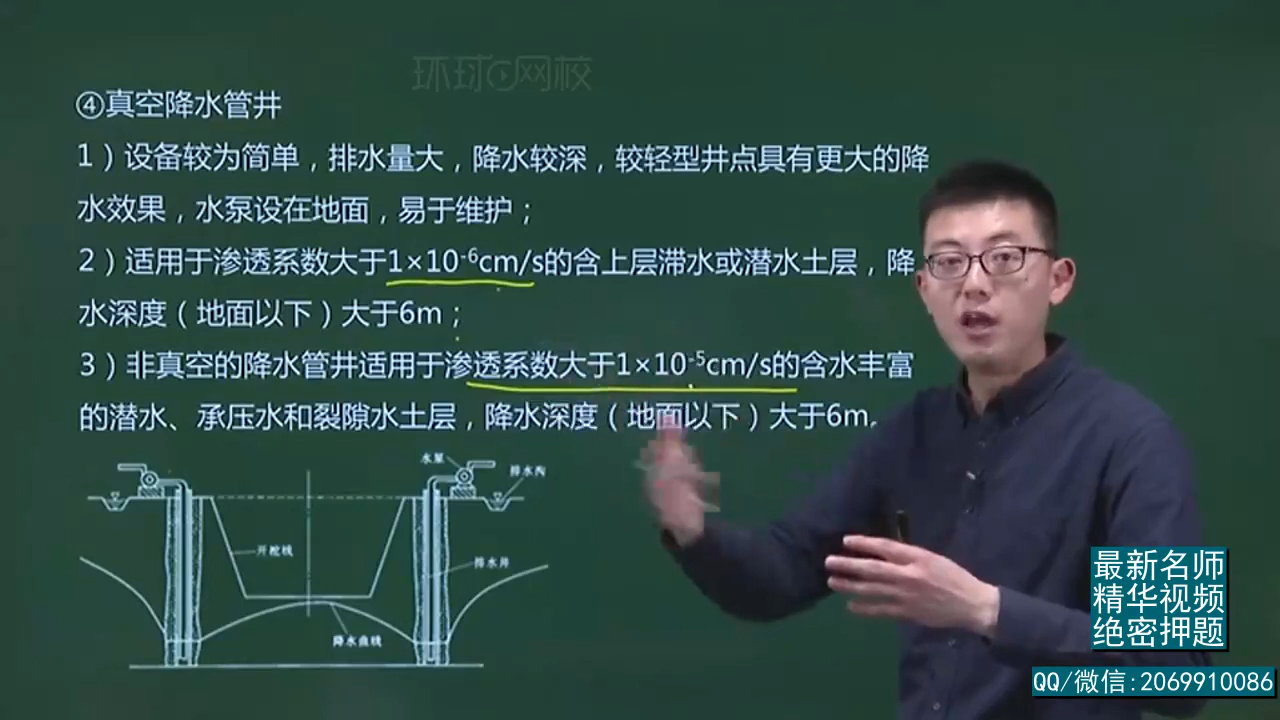 环球网校
④真空降水管井
1）设备较为简单，排水量大，降水较深，较轻型井点具有更大的降
水效果，水泵设在地面，易于维护；
2）适用于渗透系数大于1×10-6cm/s的含上层滞水或潜水土层，降
水深度（地面以下）大于6m；
3）非真空的降水管井适用于渗透系数大于1×10-5cm/s的含水丰富
的潜水、承压水和裂隙水土层，降水深度（地面以下）大于6m。
水泵
排水沟
开挖线
排水井
降水曲线
最新名师
精华视频
绝密押题
QQ/微信:2069910086